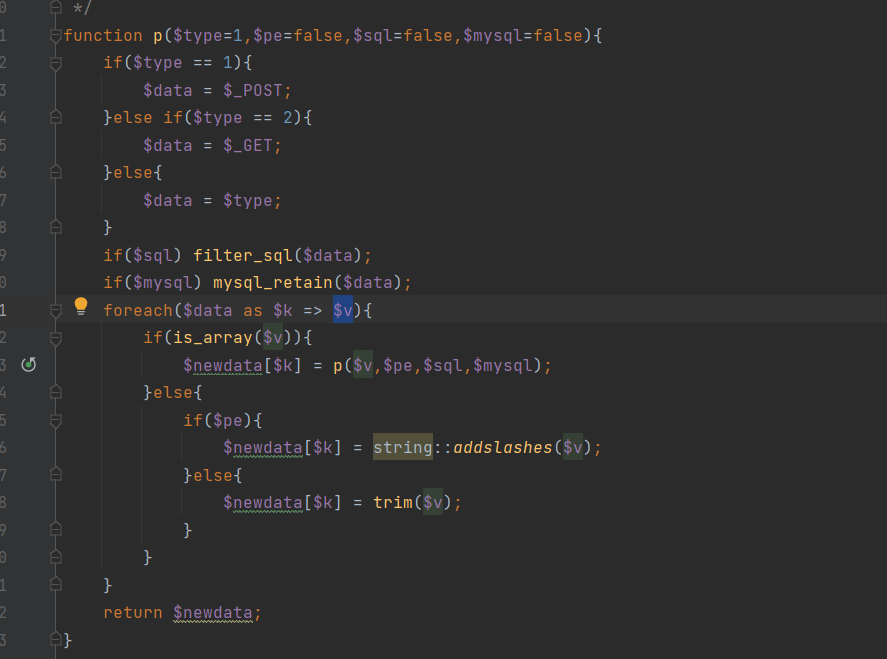 0 */
1 function p($type=1,$pe=false,$sql=false,$mysql=false){
2 if($type == 1){
3 $data = $_POST;
4 }else if($type == 2){
5 $data = $_GET;
6 }else{
7 $data = $type;
8 }
9 if($sql) filter_sql($data);
0 if($mysql) mysql_retain($data);
1 foreach($data as $k => $v){
2 if(is_array($v)){
3 $newdata[$k] = p($v,$pe,$sql,$mysql);
4 }else{
5 if($pe){
6 $newdata[$k] = string::addslashes($v);
7 }else{
8 $newdata[$k] = trim($v);
9 }
0 }
1 }
2 return $newdata;
3 }